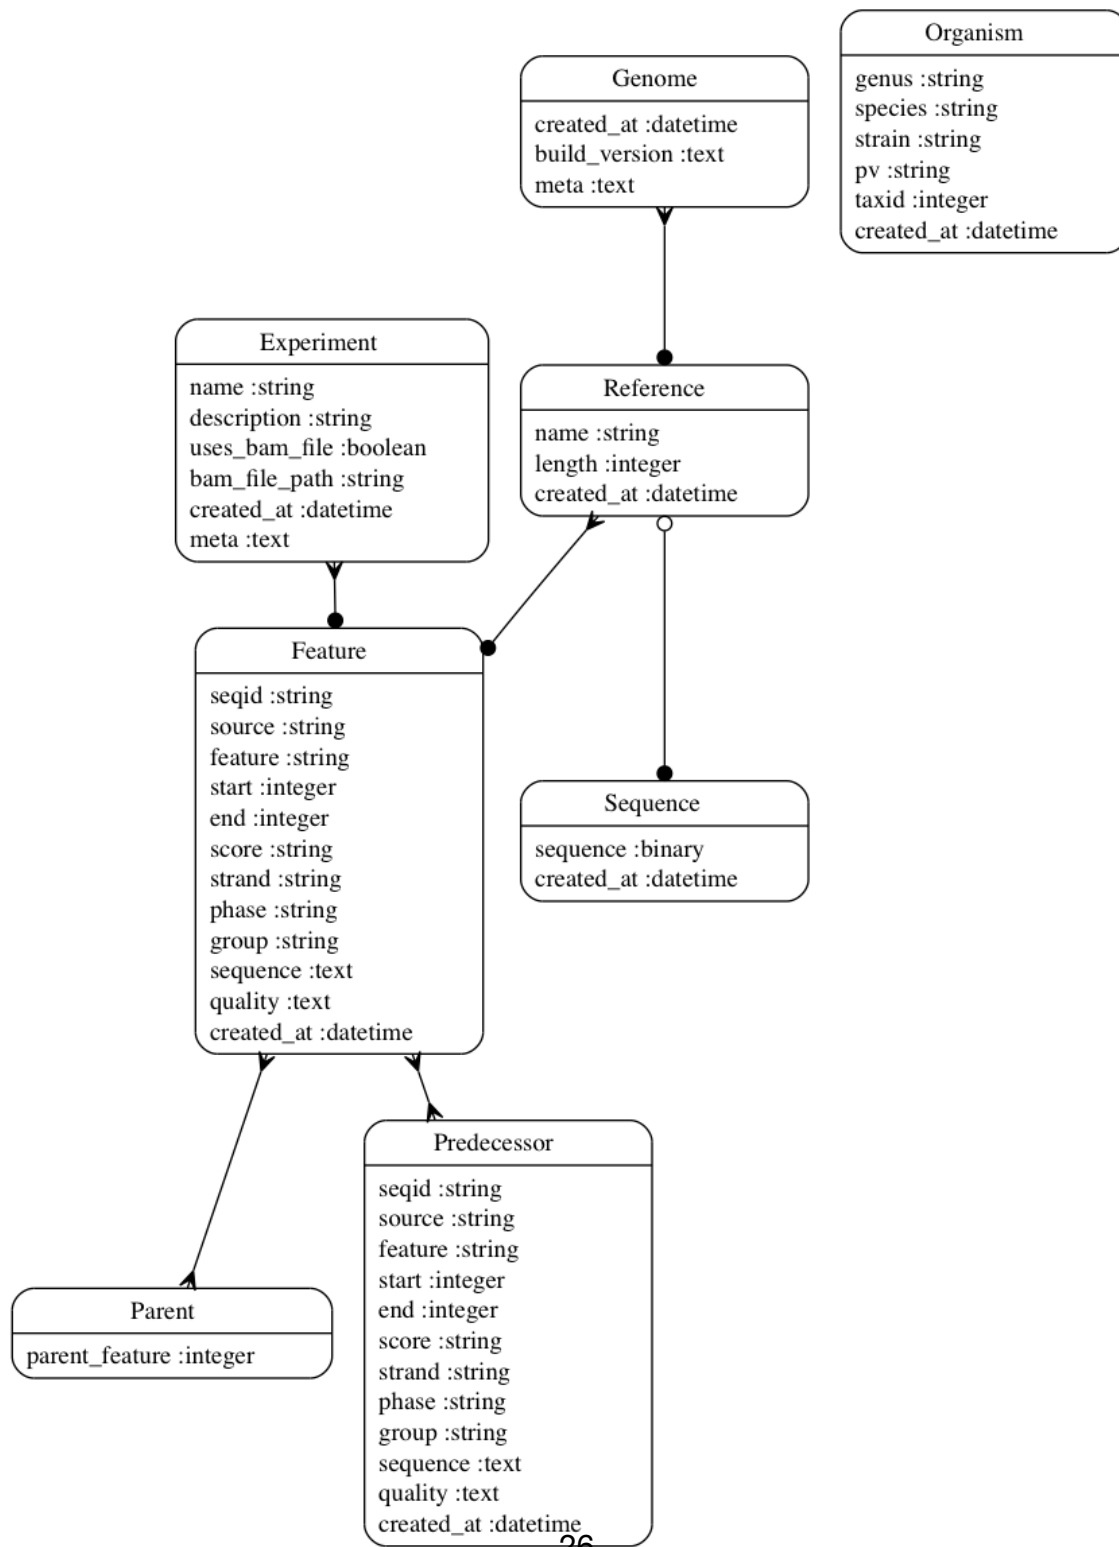 Organism
genus :string
species :string
strain :string
pv :string
taxid :integer
created_at :datetime
Genome
created_at :datetime
build_version :text
meta :text
Experiment
name :string
description :string
uses_bam_file :boolean
bam_file_path :string
created_at :datetime
meta :text
Reference
name :string
length :integer
created_at :datetime
Feature
seqid :string
source :string
feature :string
start :integer
end :integer
score :string
strand :string
phase :string
group :string
sequence :text
quality :text
created_at :datetime
Sequence
sequence :binary
created_at :datetime
Predecessor
seqid :string
source :string
feature :string
start :integer
end :integer
score :string
strand :string
phase :string
group :string
sequence :text
quality :text
created_at :datetime
Parent
parent_feature :integer
26